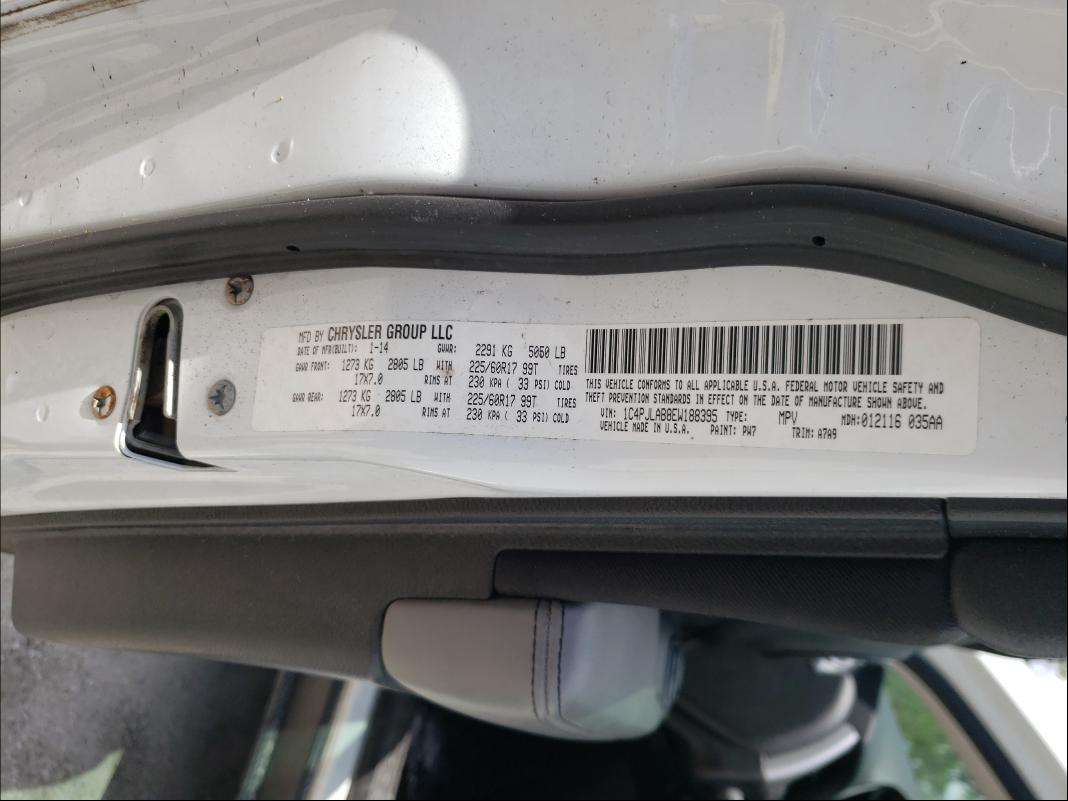 MFD BY CHRYSLER GROUP LLC
DATE OF MFR(BUILT): 1-14 GVWR: 2291 KG 5050 LB
GAWR FRONT: 1273 KG 2805 LB WITH 225/60R17 99T TIRES
17X7.0 RIMS AT 230 KPA ( 33 PSI) COLD
GAWR REAR: 1273 KG 2805 LB WITH 225/60R17 99T TIRES
17X7.0 RIMS AT 230 KPA ( 33 PSI) COLD
THIS VEHICLE CONFORMS TO ALL APPLICABLE U.S.A. FEDERAL MOTOR VEHICLE SAFETY AND
THEFT PREVENTION STANDARDS IN EFFECT ON THE DATE OF MANUFACTURE SHOWN ABOVE.
VIN: 1C4PJLAB8EW188395 TYPE: MPV MDH:012116 035AA
VEHICLE MADE IN U.S.A. PAINT: PW7 TRIM: A7A9